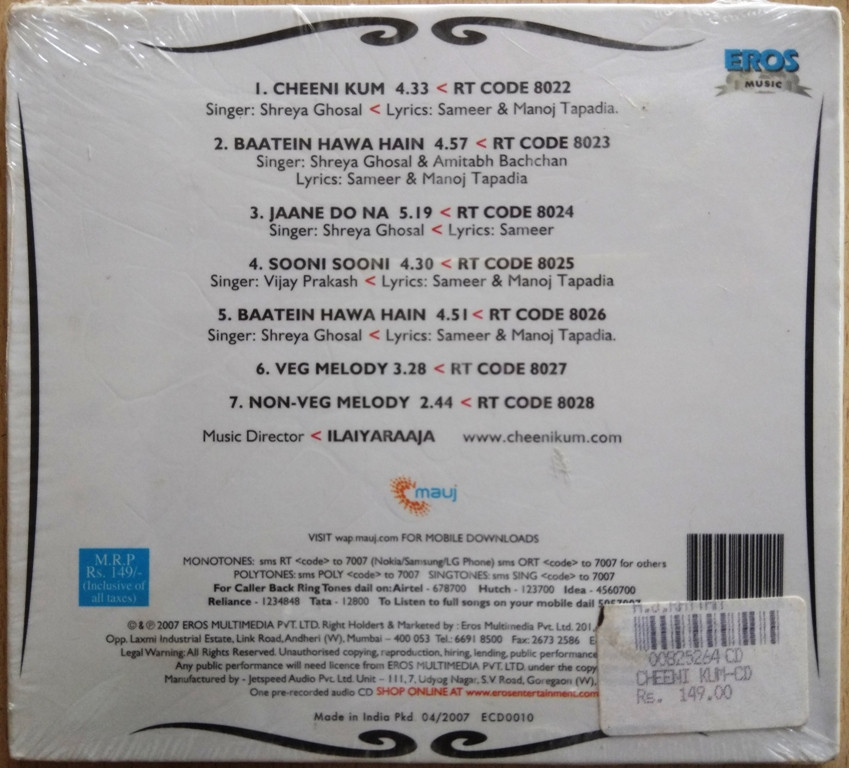 EROS
MUSIC
1. CHEENI KUM 4.33 < RT CODE 8022
Singer: Shreya Ghosal < Lyrics: Sameer & Manoj Tapadia.
2. BAATEIN HAWA HAIN 4.57 < RT CODE 8023
Singer: Shreya Ghosal & Amitabh Bachchan
Lyrics: Sameer & Manoj Tapadia
3. JAANE DO NA 5.19 < RT CODE 8024
Singer: Shreya Ghosal < Lyrics: Sameer
4. SOONI SOONI 4.30 < RT CODE 8025
Singer: Vijay Prakash < Lyrics: Sameer & Manoj Tapadia
5. BAATEIN HAWA HAIN 4.51 < RT CODE 8026
Singer: Shreya Ghosal < Lyrics: Sameer & Manoj Tapadia.
6. VEG MELODY 3.28 < RT CODE 8027
7. NON-VEG MELODY 2.44 < RT CODE 8028
Music Director < ILAIYARAAJA www.cheenikum.com
mauj
VISIT wap.mauj.com FOR MOBILE DOWNLOADS
M.R.P
Rs. 149/-
(Inclusive of
all taxes)
MONOTONES: sms RT <code> to 7007 (Nokia/Samsung/LG Phone) sms ORT <code> to 7007 for others
POLYTONES: sms POLY <code> to 7007 SINGTONES: sms SING <code> to 7007
For Caller Back Ring Tones dail on: Airtel - 678700 Hutch - 123700 Idea - 4560700
Reliance - 1234848 Tata - 12800 To Listen to full songs on your mobile dail
© & ℗ 2007 EROS MULTIMEDIA PVT. LTD. Right Holdert & Marketed by : Eros Multimedia Pvt. Ltd. 201,
Opp. Laxmi Industrial Estate, Link Road, Andheri (W), Mumbai - 400 053 Tel.: 6691 8500 Fax: 2673 2586 E
Legal Warning: All Rights Reserved. Unauthorised copying, raproduction, hiring, lending, public performance
Any public performance will need licence from EROS MULTIMEDIA PVT. LTD. under the copy
Manufactured by - Jetspeed Audio Pvt. Ltd. Unit - 111, 7, Udyog Nagar, S.V. Road, Goregaon (W),
One pre-recorded audio CD SHOP ONLINE AT www.erosentertainment.com
Made in India Pkd. 04/2007 ECD0010
00825264 CD
CHEENI KUM-CD
Rs. 149.00